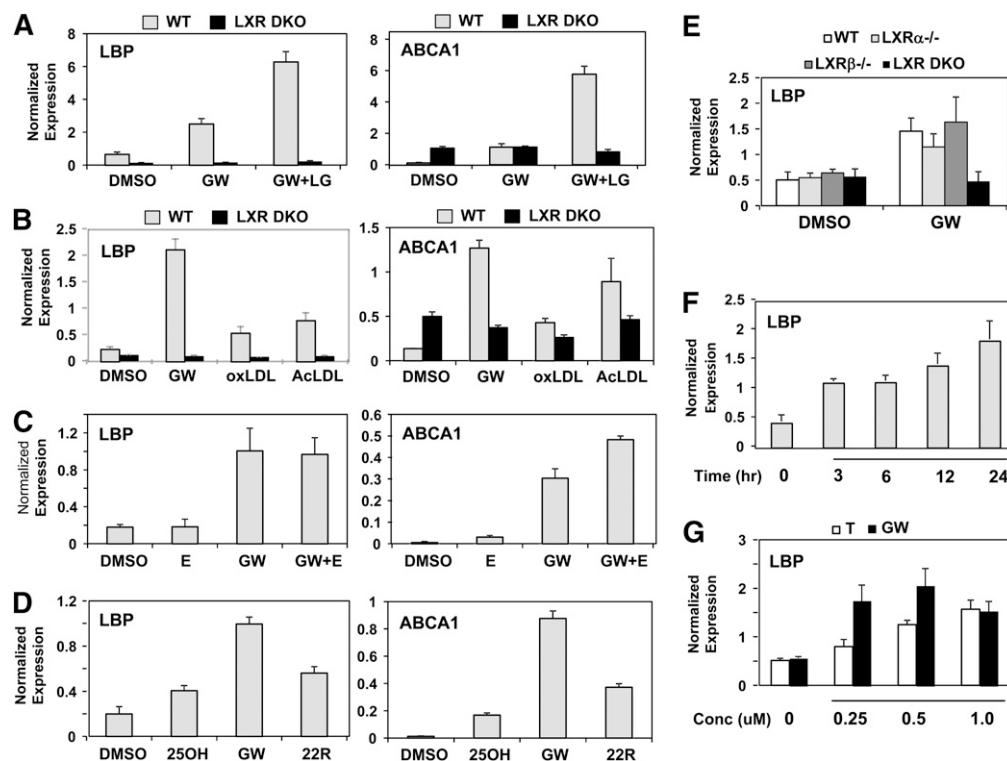 A
WT LXR DKO
LBP
Normalized
Expression
8
6
4
2
0
DMSO GW GW+LG
WT LXR DKO
ABCA1
8
6
4
2
0
DMSO GW GW+LG
B
WT LXR DKO
LBP
Normalized
Expression
2.5
2
1.5
1
0.5
0
DMSO GW oxLDL AcLDL
WT LXR DKO
ABCA1
1.5
1
0.5
0
DMSO GW oxLDL AcLDL
C
LBP
Normalized
Expression
1.2
0.8
0.4
0
DMSO E GW GW+E
ABCA1
0.6
0.5
0.4
0.3
0.2
0.1
0
DMSO E GW GW+E
D
LBP
Normalized
Expression
1.2
0.8
0.4
0
DMSO 25OH GW 22R
ABCA1
1
0.8
0.6
0.4
0.2
0
DMSO 25OH GW 22R
E
WT LXRα-/-
LXRβ-/- LXR DKO
LBP
Normalized
Expression
2.5
2
1.5
1
0.5
0
DMSO GW
F
LBP
Normalized
Expression
2.5
2
1.5
1
0.5
0
Time (hr) 0 3 6 12 24
G
T GW
LBP
Normalized
Expression
3
2
1
0
Conc (uM) 0 0.25 0.5 1.0